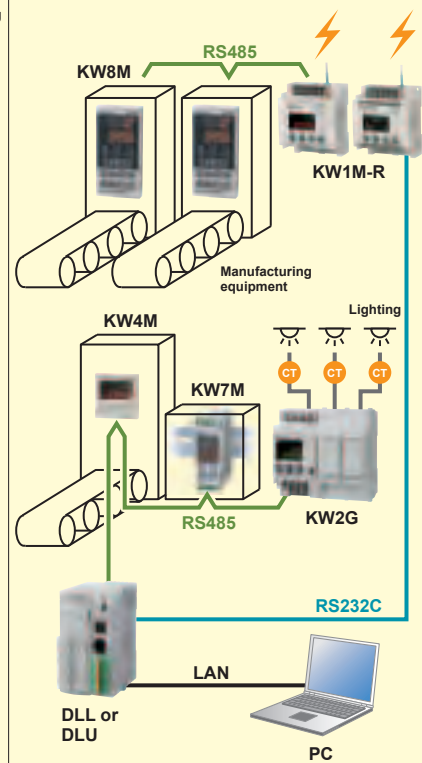 RS485
KW8M
KW1M-R
Manufacturing
equipment
Lighting
KW4M
CT
CT
CT
KW7M
RS485
KW2G
RS232C
LAN
DLL or
DLU
PC